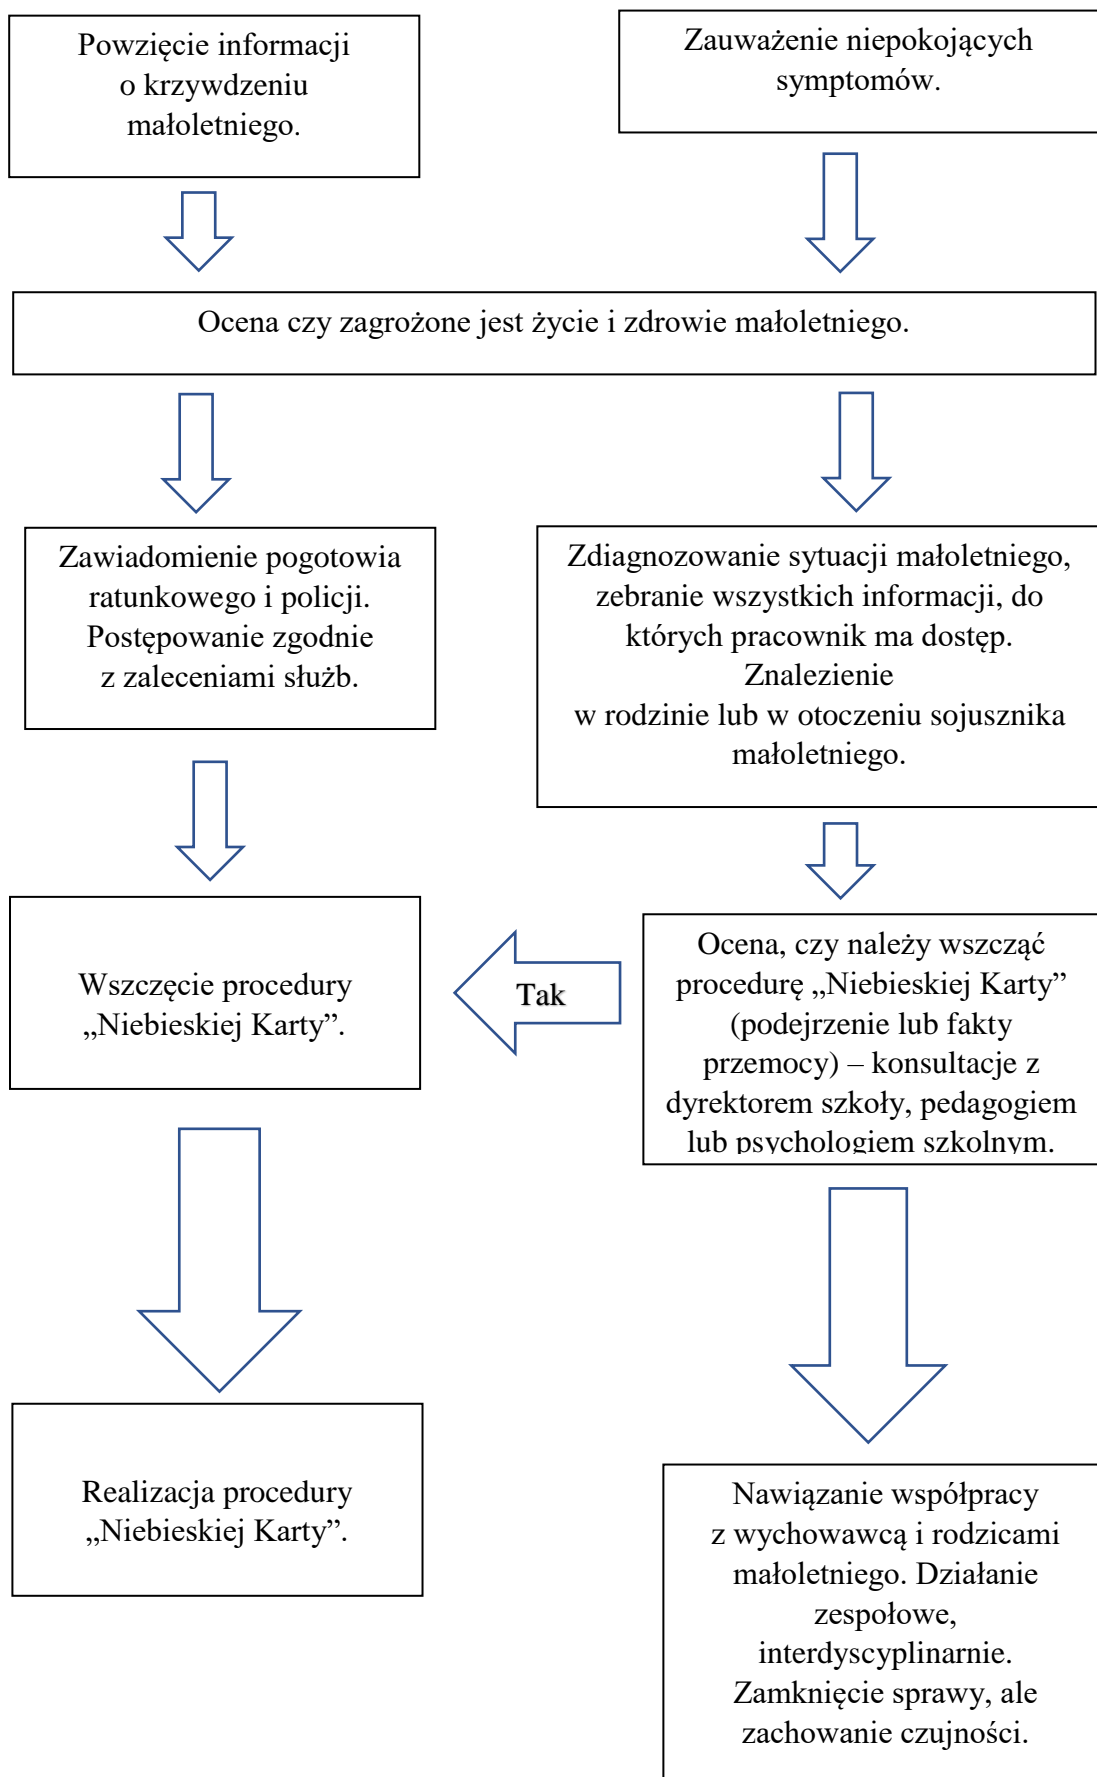 Powzięcie informacji
o krzywdzeniu
małoletniego.
Zauważenie niepokojących
symptomów.
Ocena czy zagrożone jest życie i zdrowie małoletniego.
Zawiadomienie pogotowia
ratunkowego i policji.
Postępowanie zgodnie
z zaleceniami służb.
Zdiagnozowanie sytuacji małoletniego,
zebranie wszystkich informacji, do
których pracownik ma dostęp.
Znalezienie
w rodzinie lub w otoczeniu sojusznika
małoletniego.
Wszczęcie procedury
„Niebieskiej Karty”.
Tak
Ocena, czy należy wszcząć
procedurę „Niebieskiej Karty”
(podejrzenie lub fakty
przemocy) – konsultacje z
dyrektorem szkoły, pedagogiem
lub psychologiem szkolnym.
Realizacja procedury
„Niebieskiej Karty”.
Nawiązanie współpracy
z wychowawcą i rodzicami
małoletniego. Działanie
zespołowe,
interdyscyplinarnie.
Zamknięcie sprawy, ale
zachowanie czujności.